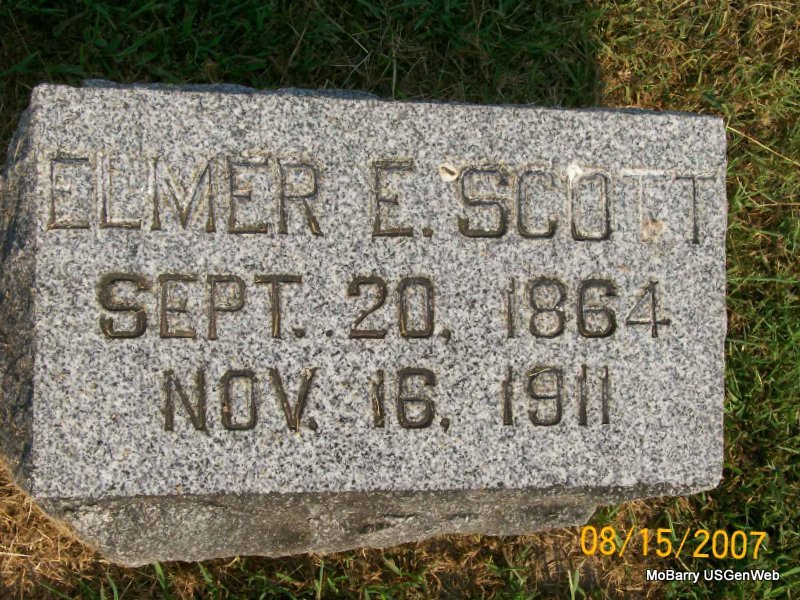 ELMER E. SCOTT
SEPT. 20, 1864
NOV. 16, 1911
08/15/2007
MoBarry USGenWeb